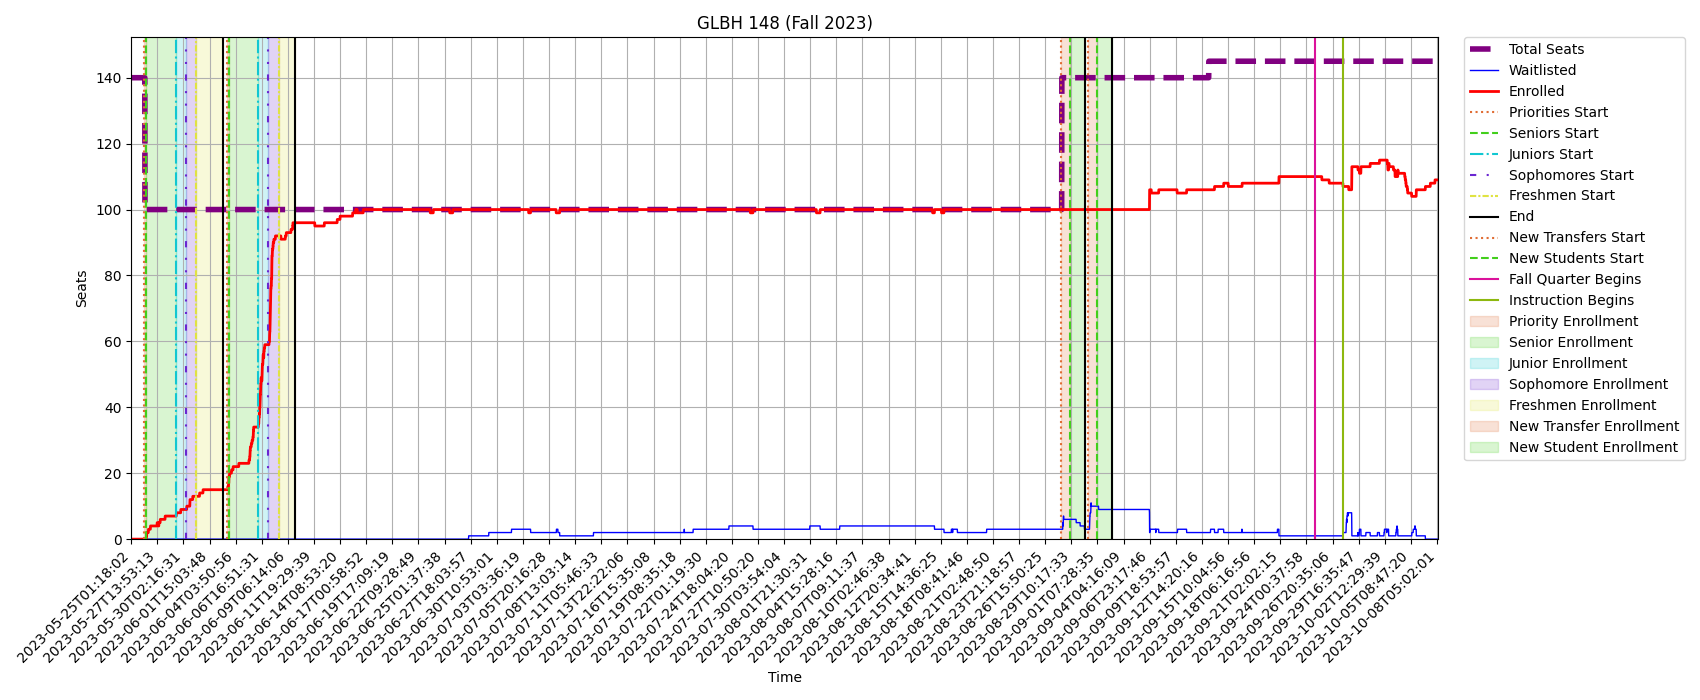 GLBH 148 (Fall 2023)
Seats
140
120
100
80
60
40
20
0
2023-05-25T01:18:02
2023-05-27T13:53:13
2023-05-30T02:16:31
2023-06-01T15:03:48
2023-06-04T03:50:56
2023-06-06T16:51:31
2023-06-09T06:14:06
2023-06-11T19:29:39
2023-06-14T08:53:20
2023-06-17T00:58:52
2023-06-19T17:09:19
2023-06-22T09:28:49
2023-06-25T01:37:38
2023-06-27T18:03:57
2023-06-30T10:53:01
2023-07-03T03:36:19
2023-07-05T20:16:28
2023-07-08T13:03:14
2023-07-11T05:46:33
2023-07-13T22:22:06
2023-07-16T15:35:08
2023-07-19T08:35:18
2023-07-22T01:19:30
2023-07-24T18:04:20
2023-07-27T10:50:20
2023-07-30T03:54:04
2023-08-01T21:30:31
2023-08-04T15:28:16
2023-08-07T09:11:37
2023-08-10T02:46:38
2023-08-12T20:34:41
2023-08-15T14:36:25
2023-08-18T08:41:46
2023-08-21T02:48:50
2023-08-23T21:18:57
2023-08-26T15:50:25
2023-08-29T10:17:33
2023-09-01T07:28:35
2023-09-04T04:16:09
2023-09-06T23:17:46
2023-09-09T18:53:57
2023-09-12T14:20:16
2023-09-15T10:04:56
2023-09-18T06:16:56
2023-09-21T02:02:15
2023-09-24T00:37:58
2023-09-26T20:35:06
2023-09-29T16:35:47
2023-10-02T12:29:39
2023-10-05T08:47:20
2023-10-08T05:02:01
Time
Total Seats
Waitlisted
Enrolled
Priorities Start
Seniors Start
Juniors Start
Sophomores Start
Freshmen Start
End
New Transfers Start
New Students Start
Fall Quarter Begins
Instruction Begins
Priority Enrollment
Senior Enrollment
Junior Enrollment
Sophomore Enrollment
Freshmen Enrollment
New Transfer Enrollment
New Student Enrollment